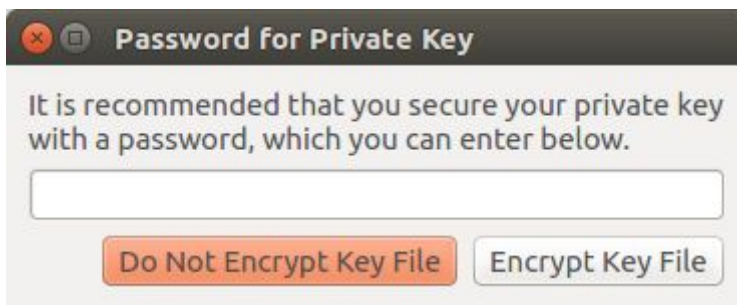 Password for Private Key
It is recommended that you secure your private key
with a password, which you can enter below.
Do Not Encrypt Key File Encrypt Key File